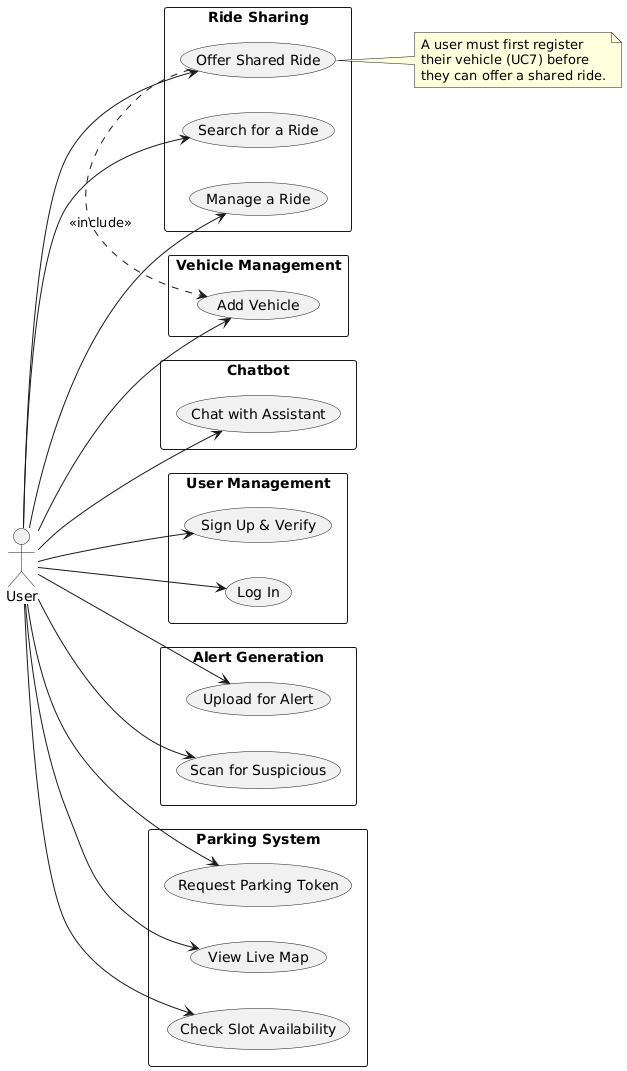 Ride Sharing
Offer Shared Ride
A user must first register
their vehicle (UC7) before
they can offer a shared ride.
Search for a Ride
Manage a Ride
«include»
Vehicle Management
Add Vehicle
Chatbot
Chat with Assistant
User Management
Sign Up & Verify
Log In
User
Alert Generation
Upload for Alert
Scan for Suspicious
Parking System
Request Parking Token
View Live Map
Check Slot Availability